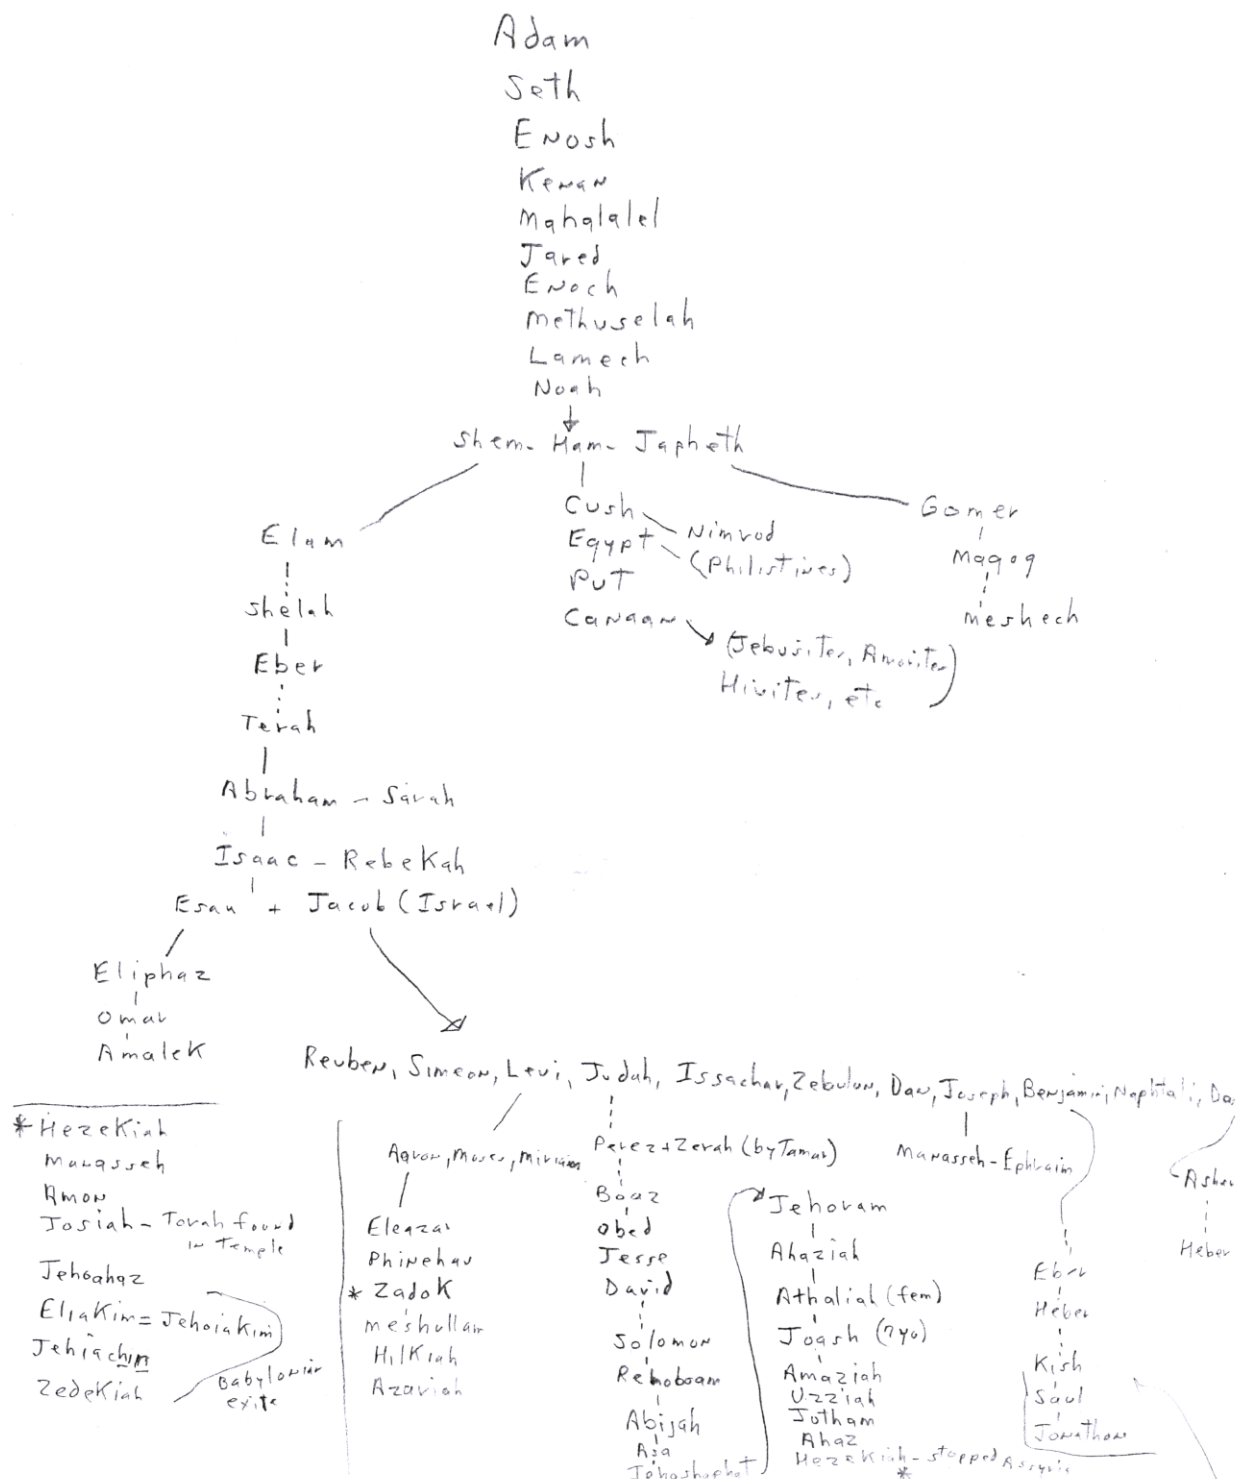 Adam
Seth
Enosh
Kenan
Mahalalel
Jared
Enoch
Methuselah
Lamech
Noah
Shem - Ham - Japheth
Elam
Shelah
Eber
Terah
Abraham - Sarah
Isaac - Rebekah
Esau + Jacob (Israel)
Eliphaz
Omar
Amalek
Cush
Egypt
Put
Canaan
Nimrod
(Philistines)
(Jebusites, Amorites
Hivites, etc)
Gomer
Magog
Meshech
Reuben, Simeon, Levi, Judah, Issachar, Zebulun, Dan, Joseph, Benjamin, Naphtali,
* Hezekiah
Manasseh
Amon
Josiah - Torah found
in Temple
Jehoahaz
Eliakim = Jehoiakim
Jehiachin
Zedekiah
Babylonian
exile
Aaron, Moses, Miriam
Eleazar
Phinehas
* Zadok
Meshullam
Hilkiah
Azariah
Perez + Zerah (by Tamar)
Boaz
Obed
Jesse
David
Solomon
Rehoboam
Abijah
Asa
Jehoshaphat
Jehoram
Ahaziah
Athaliah (fem)
Joash (7yo)
Amaziah
Uzziah
Jotham
Ahaz
Hezekiah - stopped Assyria
*
Manasseh - Ephraim
Eber
Heber
Kish
Saul
Jonathon
Asher
Heber